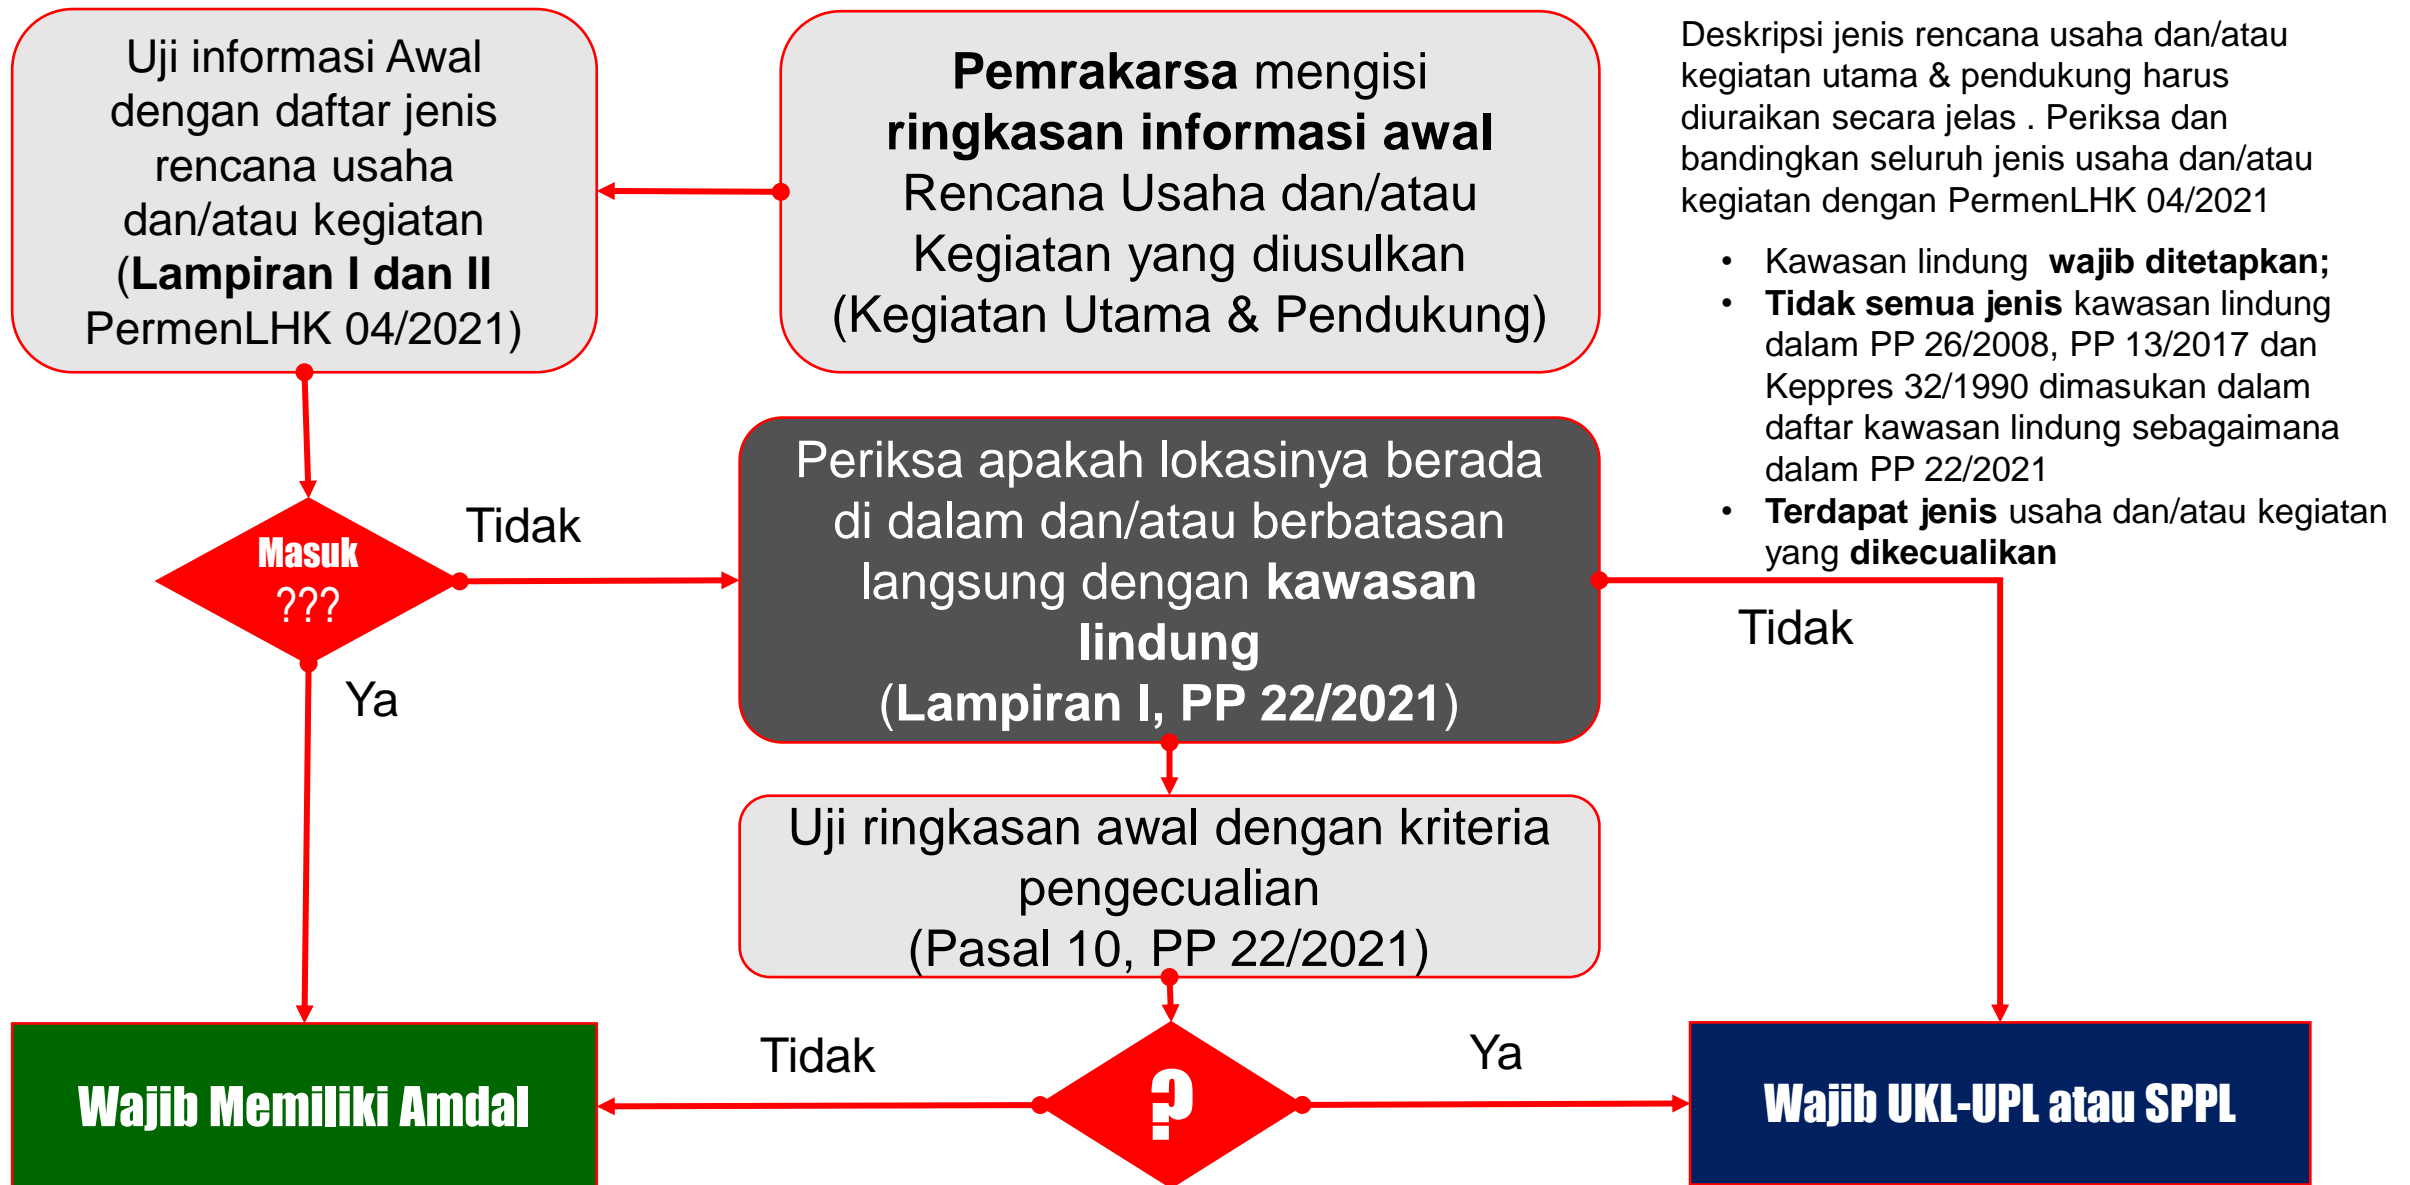 Uji informasi Awal
dengan daftar jenis
rencana usaha
dan/atau kegiatan
(Lampiran I dan II
PermenLHK 04/2021)
Pemrakarsa mengisi
ringkasan informasi awal
Rencana Usaha dan/atau
Kegiatan yang diusulkan
(Kegiatan Utama & Pendukung)
Deskripsi jenis rencana usaha dan/atau
kegiatan utama & pendukung harus
diuraikan secara jelas . Periksa dan
bandingkan seluruh jenis usaha dan/atau
kegiatan dengan PermenLHK 04/2021
• Kawasan lindung wajib ditetapkan;
• Tidak semua jenis kawasan lindung
dalam PP 26/2008, PP 13/2017 dan
Keppres 32/1990 dimasukan dalam
daftar kawasan lindung sebagaimana
dalam PP 22/2021
• Terdapat jenis usaha dan/atau kegiatan
yang dikecualikan
Masuk
???
Tidak
Ya
Periksa apakah lokasinya berada
di dalam dan/atau berbatasan
langsung dengan kawasan
lindung
(Lampiran I, PP 22/2021)
Tidak
Uji ringkasan awal dengan kriteria
pengecualian
(Pasal 10, PP 22/2021)
Wajib Memiliki Amdal
Tidak
?
Ya
Wajib UKL-UPL atau SPPL